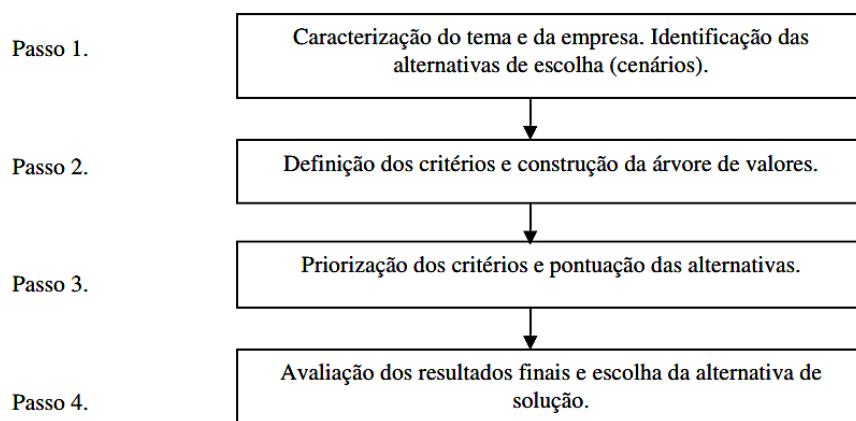 Passo 1.
Caracterização do tema e da empresa. Identificação das
alternativas de escolha (cenários).
Passo 2.
Definição dos critérios e construção da árvore de valores.
Passo 3.
Priorização dos critérios e pontuação das alternativas.
Passo 4.
Avaliação dos resultados finais e escolha da alternativa de
solução.